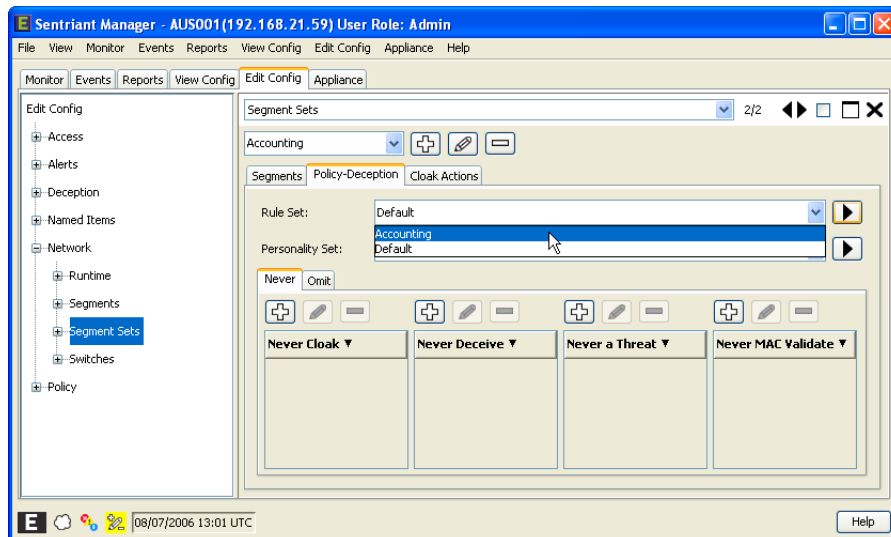 E Sentriant Manager - AUS001(192.168.21.59) User Role: Admin
File View Monitor Events Reports View Config Edit Config Appliance Help
Monitor Events Reports View Config Edit Config Appliance
Edit Config
Access
Alerts
Deception
Named Items
Network
Runtime
Segments
Segment Sets
Switches
Policy
Segment Sets 2/2
Accounting
Segments Policy-Deception Cloak Actions
Rule Set: Default
Accounting
Personality Set: Default
Never Omit
Never Cloak Never Deceive Never a Threat Never MAC Validate
E 08/07/2006 13:01 UTC Help